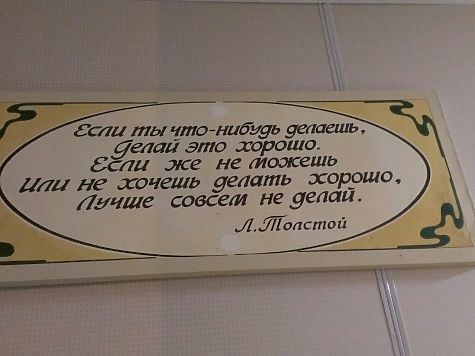 Если ты что-нибудь делаешь,
Делай это хорошо.
Если же не можешь
Или не хочешь делать хорошо,
Лучше совсем не делай.
Л.Толстой